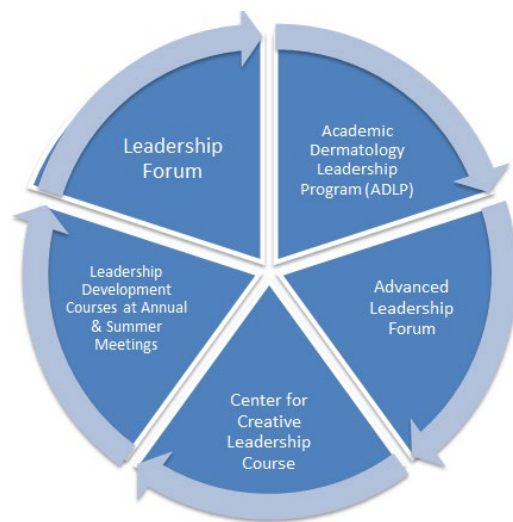 Leadership
Forum
Academic
Dermatology
Leadership
Program (ADLP)
Advanced
Leadership
Forum
Center for
Creative
Leadership
Course
Leadership
Development
Courses at Annual
& Summer
Meetings